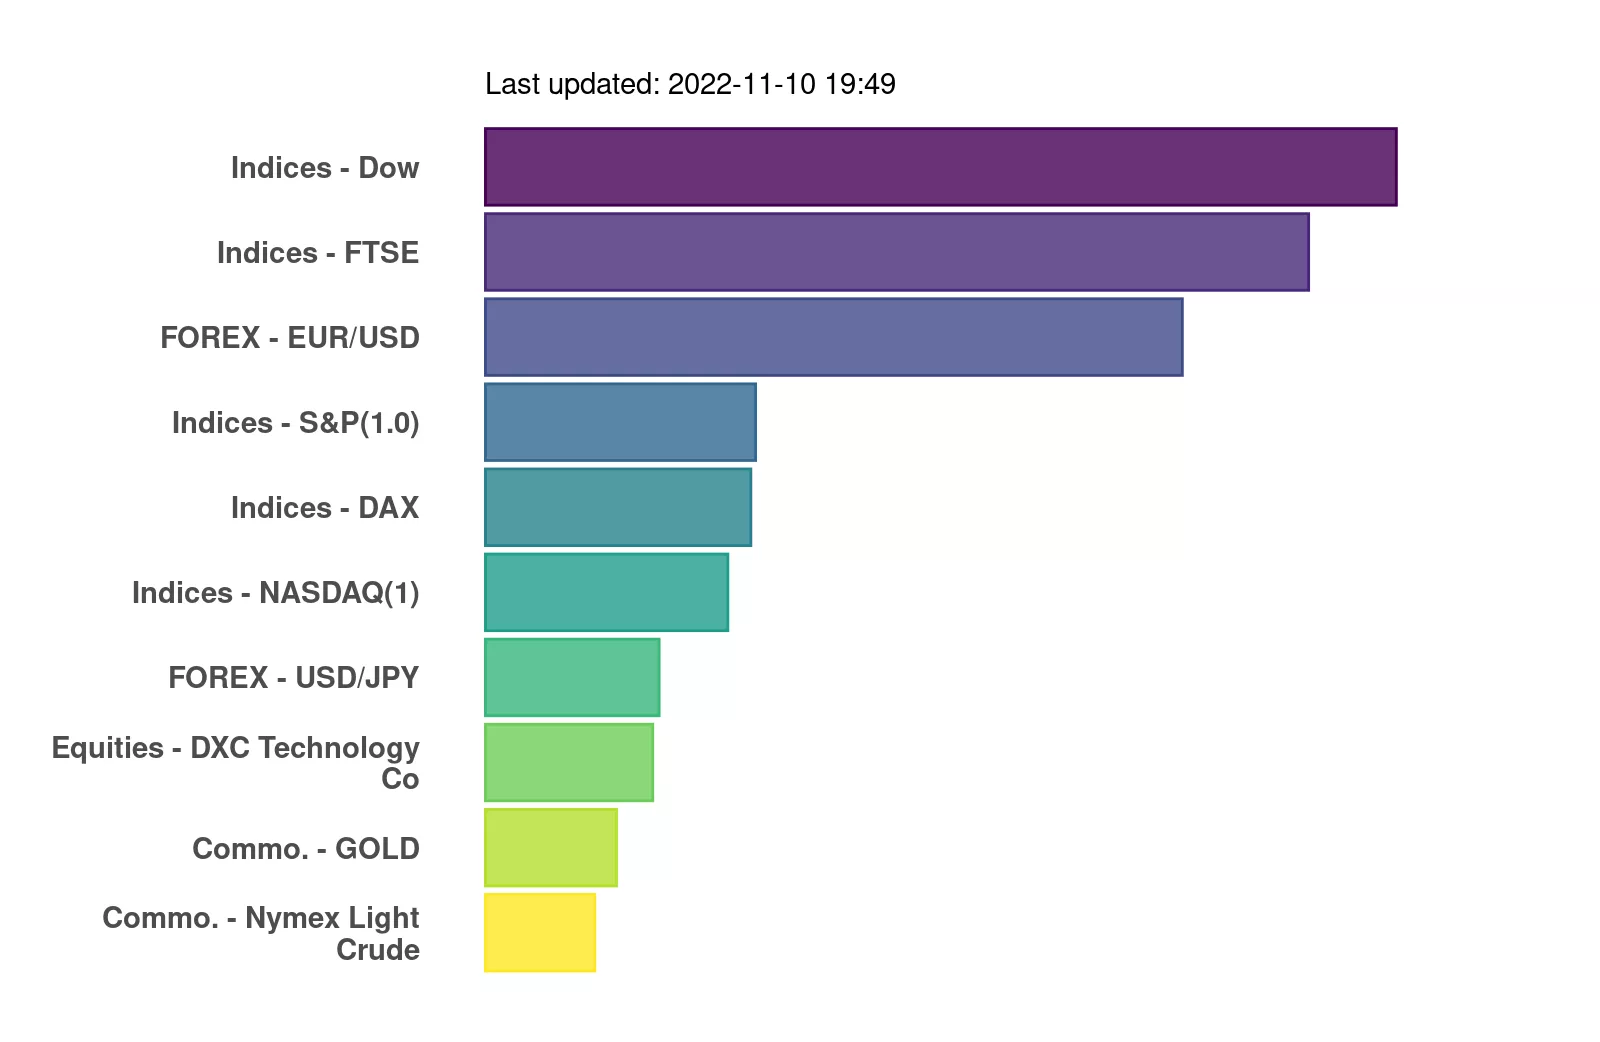 Last updated: 2022-11-10 19:49
Indices - Dow
Indices - FTSE
FOREX - EUR/USD
Indices - S&P(1.0)
Indices - DAX
Indices - NASDAQ(1)
FOREX - USD/JPY
Equities - DXC Technology
Co
Commo. - GOLD
Commo. - Nymex Light
Crude